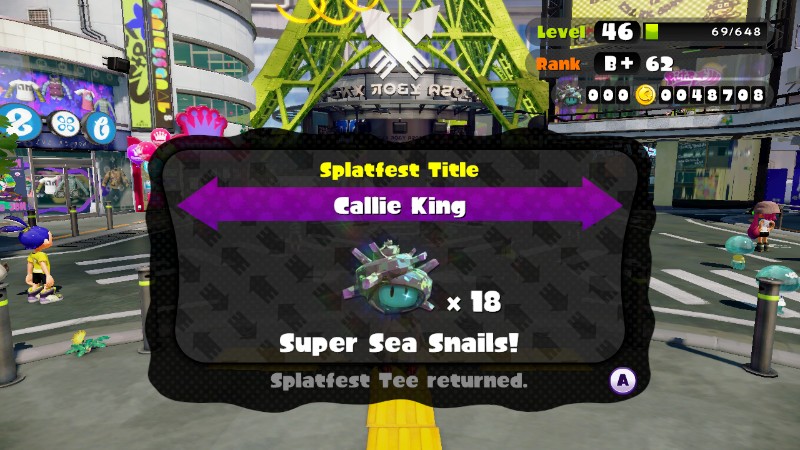 Level 46 69/648
Rank B+ 62
000 0048708
Splatfest Title
Callie King
× 18
Super Sea Snails!
Splatfest Tee returned.
A